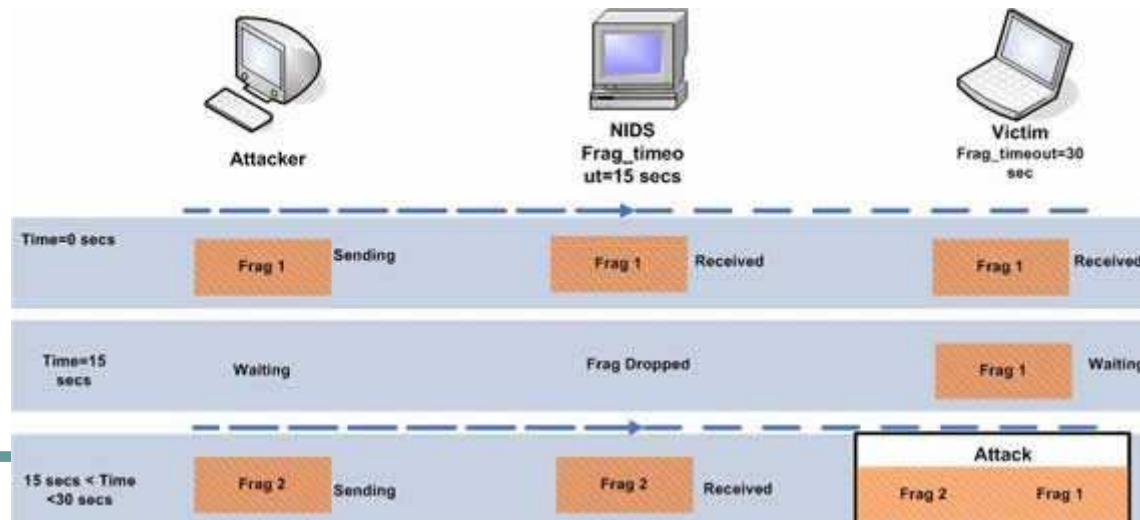 Attacker
NIDS
Frag_timeo
ut=15 secs
Victim
Frag_timeout=30
sec
Time=0 secs
Frag 1
Sending
Frag 1
Received
Frag 1
Received
Time=15
secs
Waiting
Frag Dropped
Frag 1
Waiting
15 secs < Time
<30 secs
Frag 2
Sending
Frag 2
Received
Attack
Frag 2
Frag 1